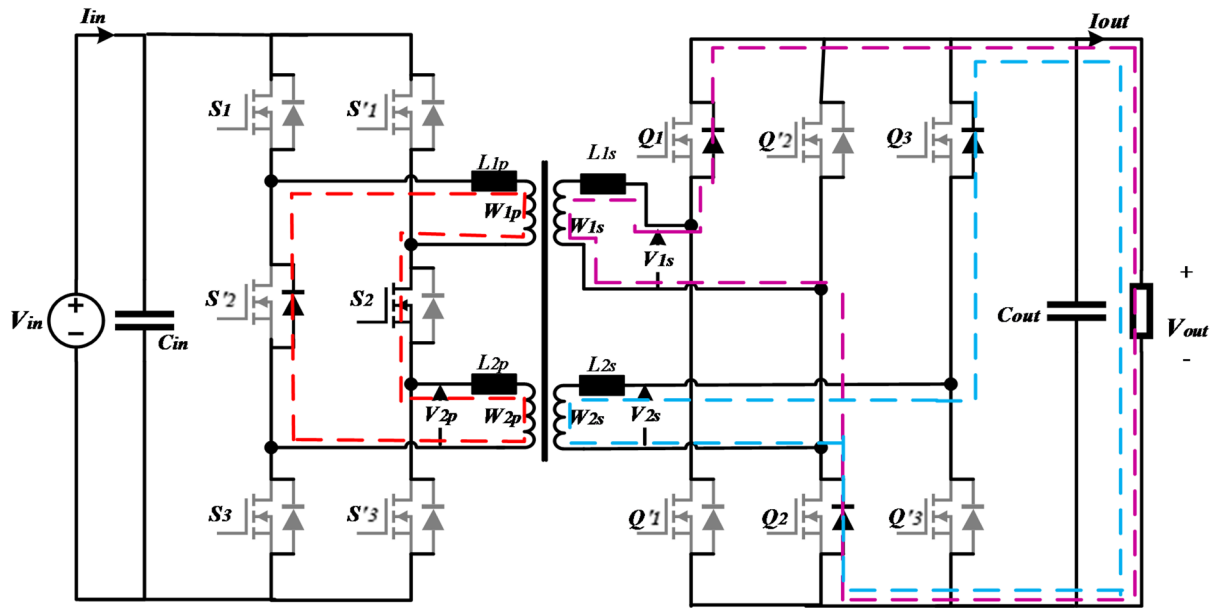 Iin
Iout
S1
S'1
Q1
Q'2
Q3
L1p
L1s
W1p
W1s
V1s
S'2
S2
+
Vin
−
Cin
Cout
+
Vout
-
L2p
L2s
V2p
W2p
W2s
V2s
S3
S'3
Q'1
Q2
Q'3